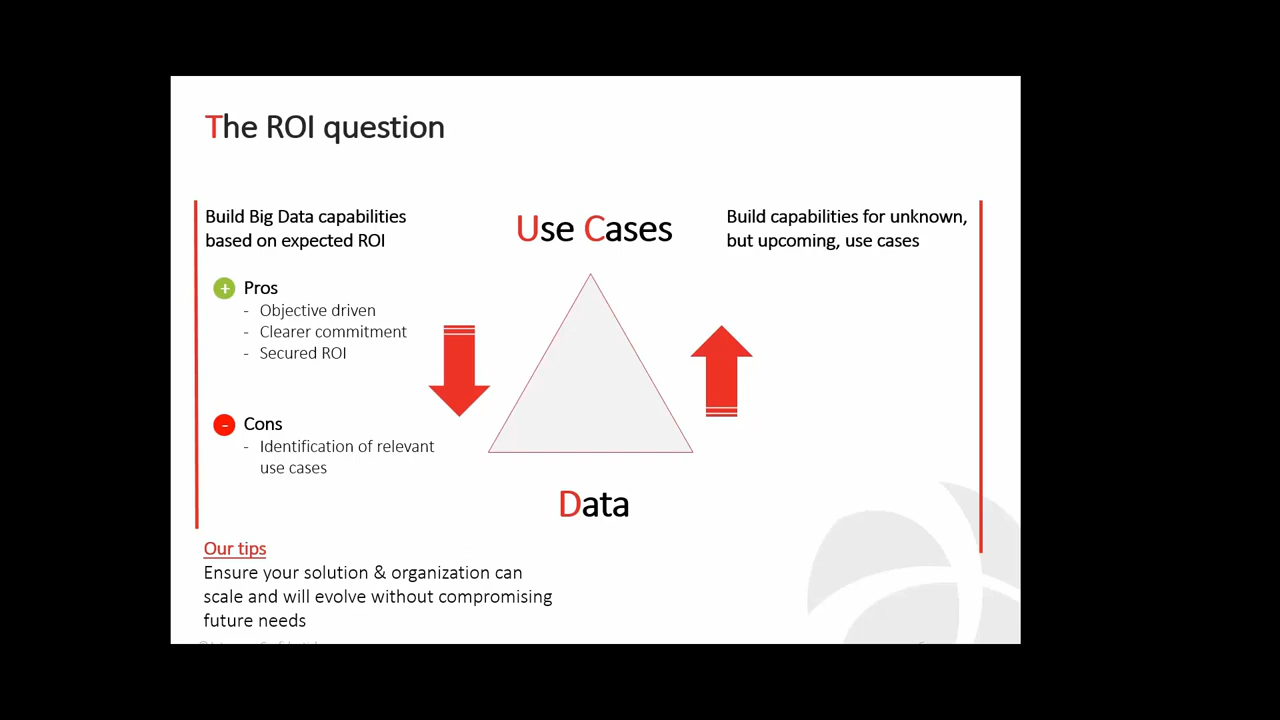 The ROI question
Build Big Data capabilities
based on expected ROI
+ Pros
- Objective driven
- Clearer commitment
- Secured ROI
- Cons
- Identification of relevant
use cases
Use Cases
Data
Build capabilities for unknown,
but upcoming, use cases
Our tips
Ensure your solution & organization can
scale and will evolve without compromising
future needs